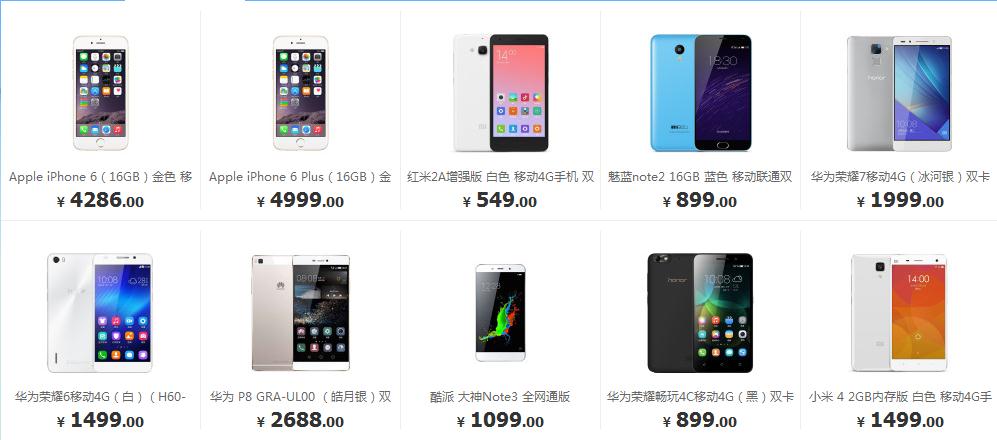 Apple iPhone 6（16GB）金色 移
¥ 4286.00
Apple iPhone 6 Plus（16GB）金
¥ 4999.00
红米2A增强版 白色 移动4G手机 双
¥ 549.00
魅蓝note2 16GB 蓝色 移动联通双
¥ 899.00
华为荣耀7移动4G（冰河银）双卡
¥ 1999.00
华为荣耀6移动4G（白）（H60-
¥ 1499.00
华为 P8 GRA-UL00 （皓月银）双
¥ 2688.00
酷派 大神Note3 全网通版
¥ 1099.00
华为荣耀畅玩4C移动4G（黑）双卡
¥ 899.00
小米 4 2GB内存版 白色 移动4G手
¥ 1499.00